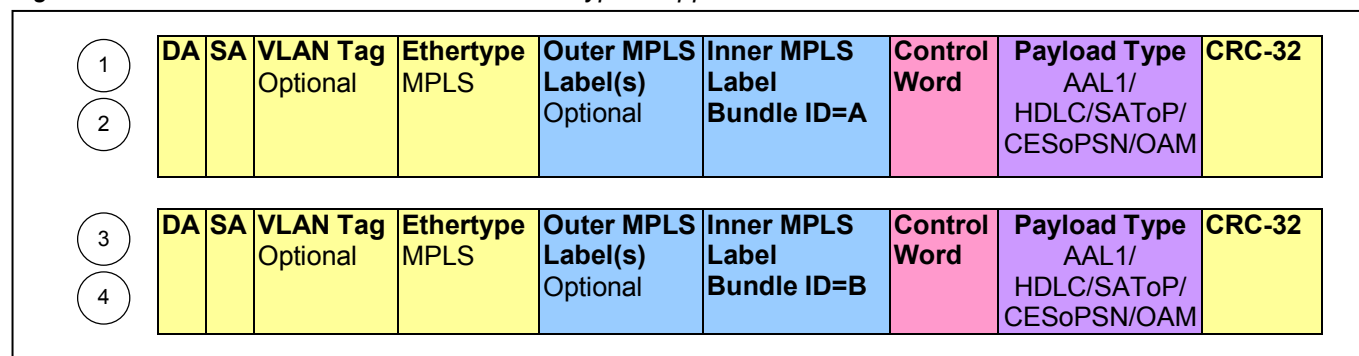 1
2
DA SA VLAN Tag Ethertype Outer MPLS Inner MPLS Control Payload Type CRC-32
Optional MPLS Label(s) Label Word AAL1/
Optional Bundle ID=A HDLC/SAToP/
CESoPSN/OAM
3
4
DA SA VLAN Tag Ethertype Outer MPLS Inner MPLS Control Payload Type CRC-32
Optional MPLS Label(s) Label Word AAL1/
Optional Bundle ID=B HDLC/SAToP/
CESoPSN/OAM